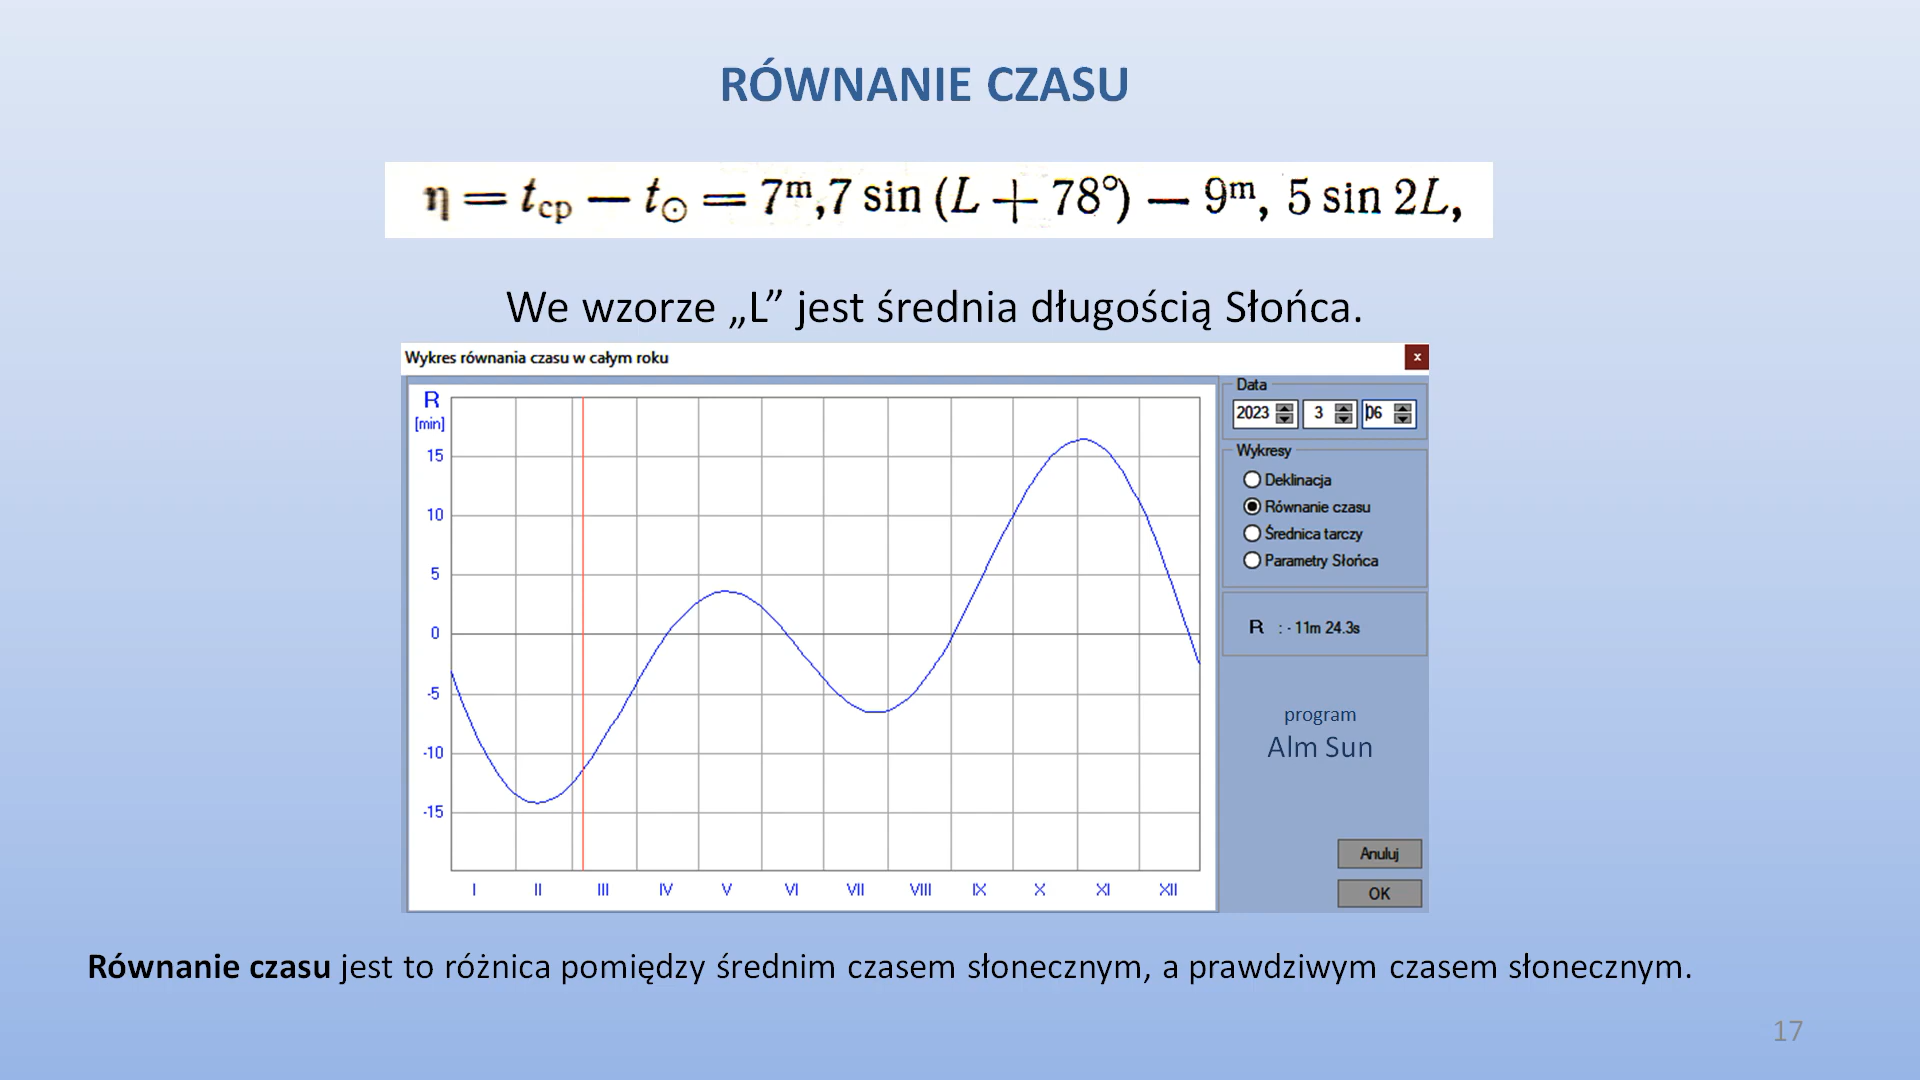 RÓWNANIE CZASU
η = tср − t☉ = 7ᵐ,7 sin (L + 78°) − 9ᵐ, 5 sin 2L,
We wzorze „L” jest średnia długością Słońca.
Wykres równania czasu w całym roku
x
R
[min]
15
10
5
0
-5
-10
-15
I II III IV V VI VII VIII IX X XI XII
Data
2023 3 06
Wykresy
Deklinacja
Równanie czasu
Średnica tarczy
Parametry Słońca
R : - 11m 24.3s
program
Alm Sun
Anuluj
OK
Równanie czasu jest to różnica pomiędzy średnim czasem słonecznym, a prawdziwym czasem słonecznym.
17